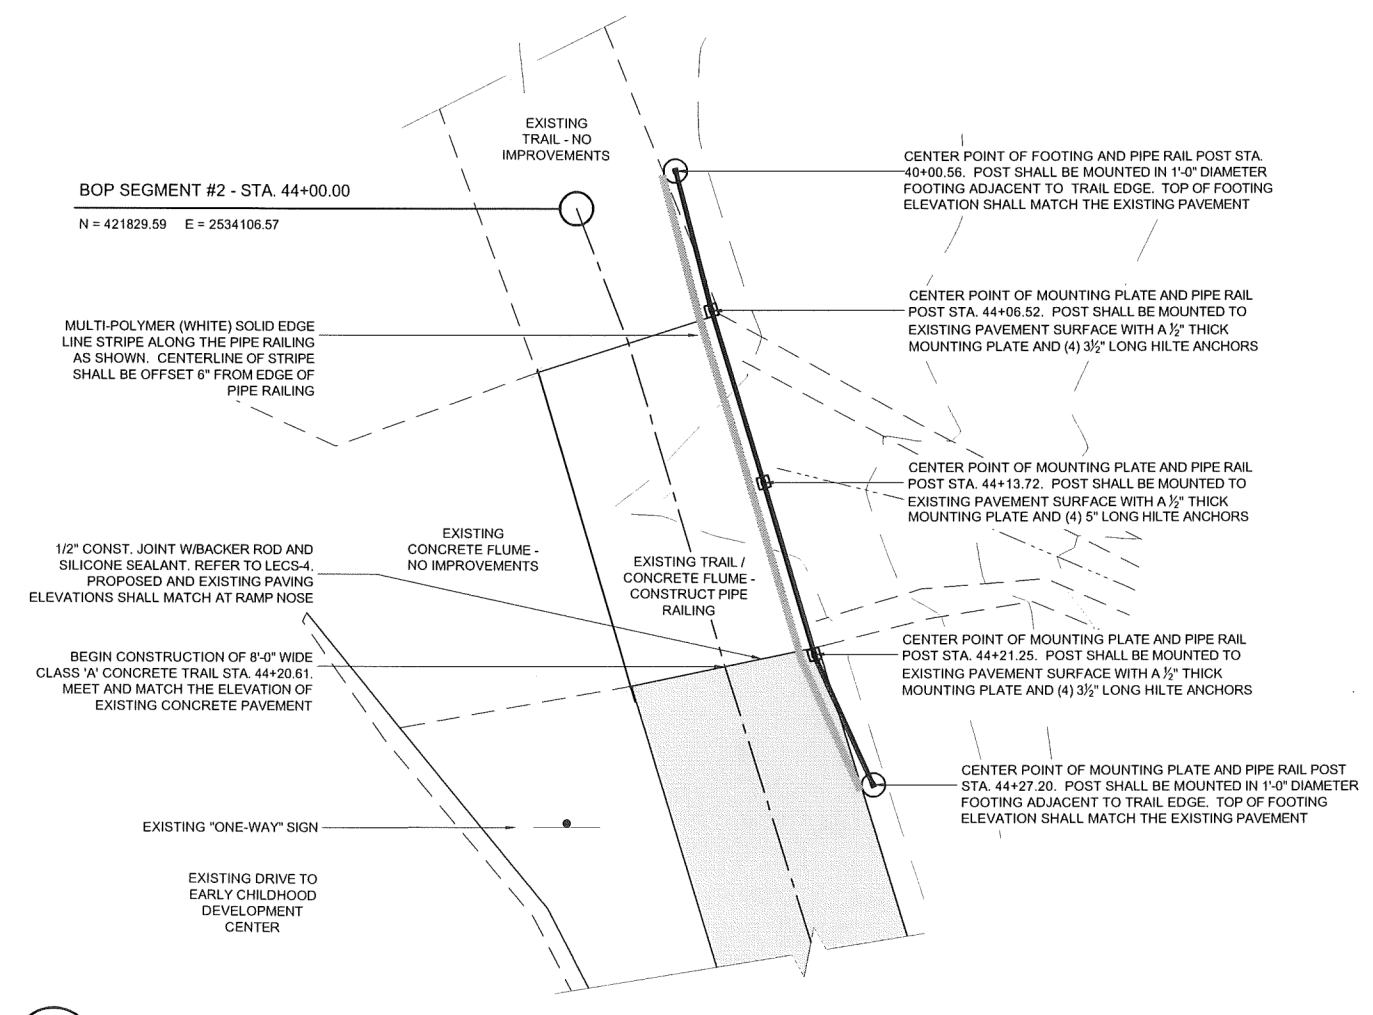 EXISTING
TRAIL - NO
IMPROVEMENTS
BOP SEGMENT #2 - STA. 44+00.00
N = 421829.59 E = 2534106.57
CENTER POINT OF FOOTING AND PIPE RAIL POST STA.
40+00.56. POST SHALL BE MOUNTED IN 1'-0" DIAMETER
FOOTING ADJACENT TO TRAIL EDGE. TOP OF FOOTING
ELEVATION SHALL MATCH THE EXISTING PAVEMENT
CENTER POINT OF MOUNTING PLATE AND PIPE RAIL
POST STA. 44+06.52. POST SHALL BE MOUNTED TO
EXISTING PAVEMENT SURFACE WITH A ½" THICK
MOUNTING PLATE AND (4) 3½" LONG HILTE ANCHORS
MULTI-POLYMER (WHITE) SOLID EDGE
LINE STRIPE ALONG THE PIPE RAILING
AS SHOWN. CENTERLINE OF STRIPE
SHALL BE OFFSET 6" FROM EDGE OF
PIPE RAILING
CENTER POINT OF MOUNTING PLATE AND PIPE RAIL
POST STA. 44+13.72. POST SHALL BE MOUNTED TO
EXISTING PAVEMENT SURFACE WITH A ½" THICK
MOUNTING PLATE AND (4) 5" LONG HILTE ANCHORS
EXISTING
CONCRETE FLUME -
NO IMPROVEMENTS
EXISTING TRAIL /
CONCRETE FLUME -
CONSTRUCT PIPE
RAILING
1/2" CONST. JOINT W/BACKER ROD AND
SILICONE SEALANT. REFER TO LECS-4.
PROPOSED AND EXISTING PAVING
ELEVATIONS SHALL MATCH AT RAMP NOSE
BEGIN CONSTRUCTION OF 8'-0" WIDE
CLASS 'A' CONCRETE TRAIL STA. 44+20.61.
MEET AND MATCH THE ELEVATION OF
EXISTING CONCRETE PAVEMENT
CENTER POINT OF MOUNTING PLATE AND PIPE RAIL
POST STA. 44+21.25. POST SHALL BE MOUNTED TO
EXISTING PAVEMENT SURFACE WITH A ½" THICK
MOUNTING PLATE AND (4) 3½" LONG HILTE ANCHORS
CENTER POINT OF MOUNTING PLATE AND PIPE RAIL POST
STA. 44+27.20. POST SHALL BE MOUNTED IN 1'-0" DIAMETER
FOOTING ADJACENT TO TRAIL EDGE. TOP OF FOOTING
ELEVATION SHALL MATCH THE EXISTING PAVEMENT
EXISTING "ONE-WAY" SIGN
EXISTING DRIVE TO
EARLY CHILDHOOD
DEVELOPMENT
CENTER